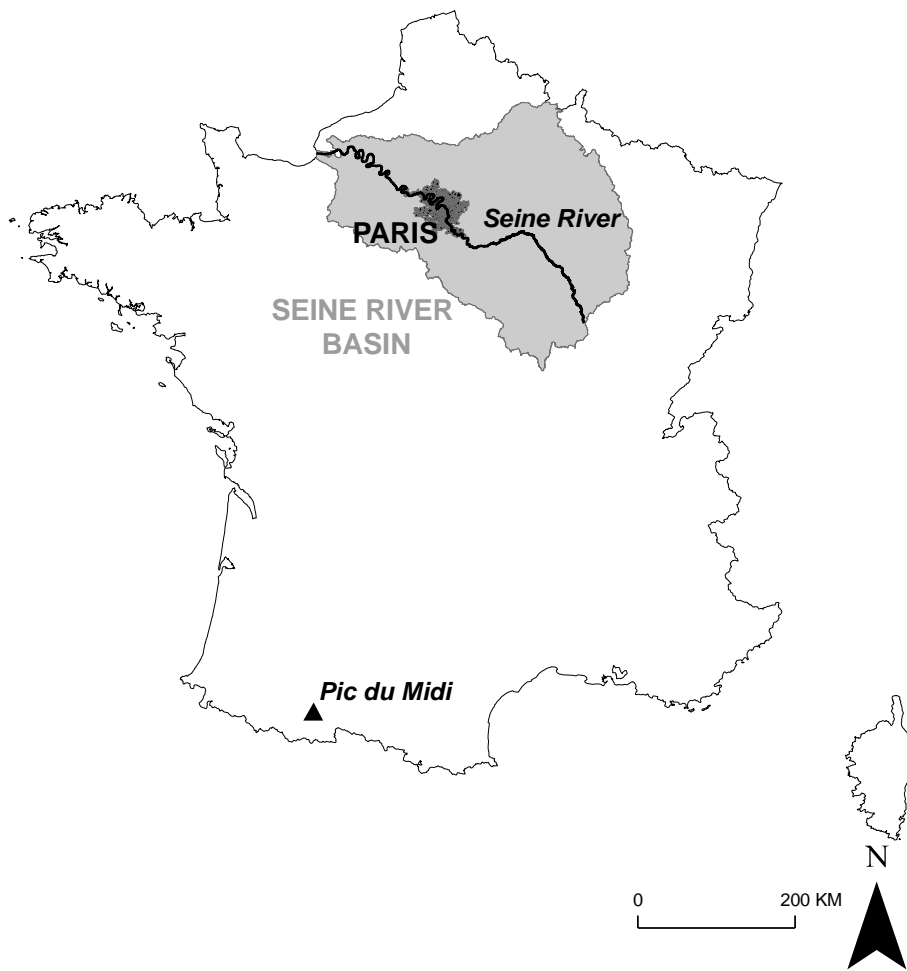 Seine River
PARIS
SEINE RIVER
BASIN
Pic du Midi
N
0
200 KM